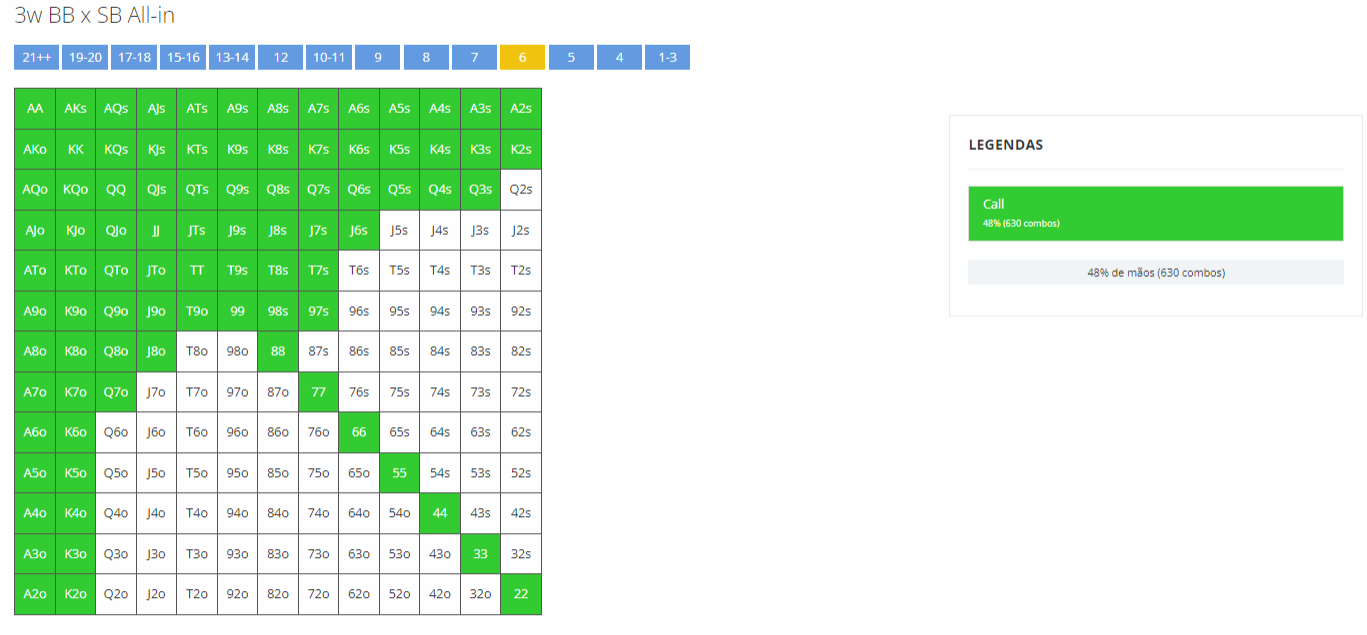 3w BB x SB All-in
21++ 19-20 17-18 15-16 13-14 12 10-11 9 8 7 6 5 4 1-3
AA AKs AQs AJs ATs A9s A8s A7s A6s A5s A4s A3s A2s
AKo KK KQs KJs KTs K9s K8s K7s K6s K5s K4s K3s K2s
LEGENDAS
AQo KQo QQ QJs QTs Q9s Q8s Q7s Q6s Q5s Q4s Q3s Q2s
Call
48% (630 combos)
AJo KJo QJo JJ JTs J9s J8s J7s J6s J5s J4s J3s J2s
ATo KTo QTo JTo TT T9s T8s T7s T6s T5s T4s T3s T2s
48% de mãos (630 combos)
A9o K9o Q9o J9o T9o 99 98s 97s 96s 95s 94s 93s 92s
A8o K8o Q8o J8o T8o 98o 88 87s 86s 85s 84s 83s 82s
A7o K7o Q7o J7o T7o 97o 87o 77 76s 75s 74s 73s 72s
A6o K6o Q6o J6o T6o 96o 86o 76o 66 65s 64s 63s 62s
A5o K5o Q5o J5o T5o 95o 85o 75o 65o 55 54s 53s 52s
A4o K4o Q4o J4o T4o 94o 84o 74o 64o 54o 44 43s 42s
A3o K3o Q3o J3o T3o 93o 83o 73o 63o 53o 43o 33 32s
A2o K2o Q2o J2o T2o 92o 82o 72o 62o 52o 42o 32o 22